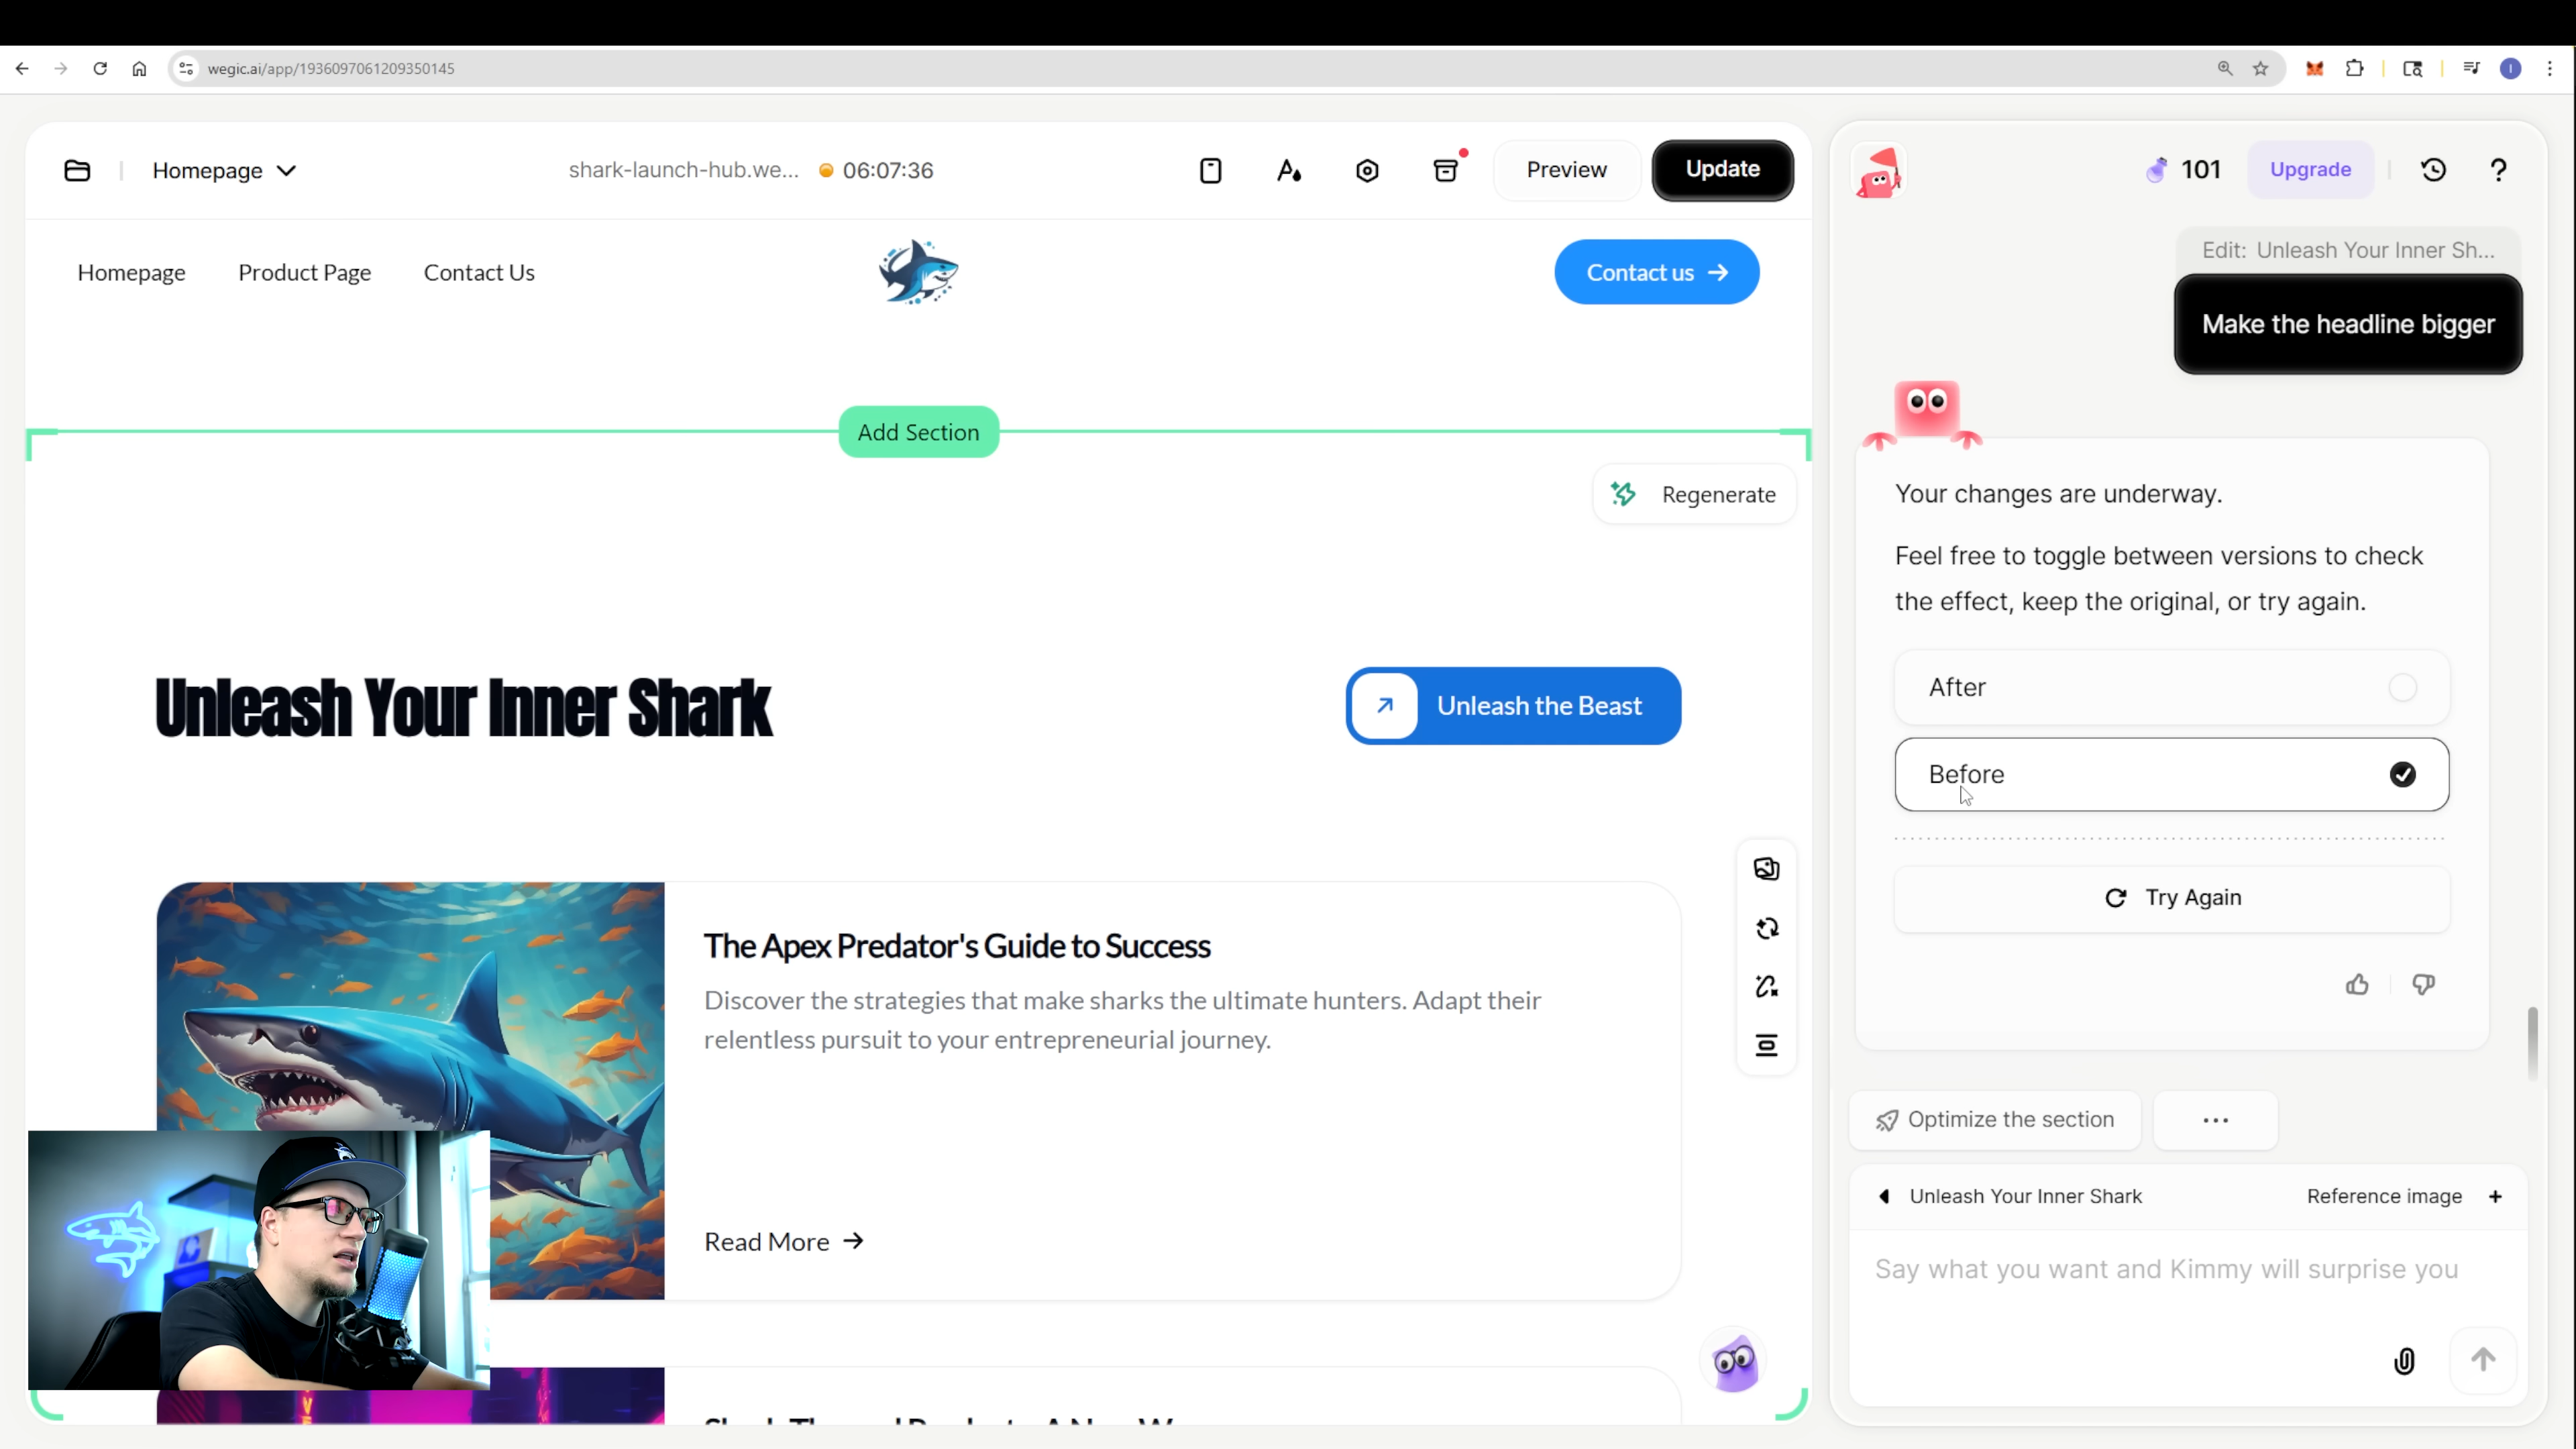 wegic.ai/app/1936097061209350145
I
Homepage
shark-launch-hub.we...
06:07:36
Preview
Update
101
Upgrade
?
Homepage
Product Page
Contact Us
Contact us
Edit: Unleash Your Inner Sh...
Make the headline bigger
Add Section
Regenerate
Your changes are underway.
Feel free to toggle between versions to check
the effect, keep the original, or try again.
After
Before
Try Again
Unleash Your Inner Shark
Unleash the Beast
The Apex Predator's Guide to Success
Discover the strategies that make sharks the ultimate hunters. Adapt their
relentless pursuit to your entrepreneurial journey.
Read More
Optimize the section
...
Unleash Your Inner Shark
Reference image +
Say what you want and Kimmy will surprise you